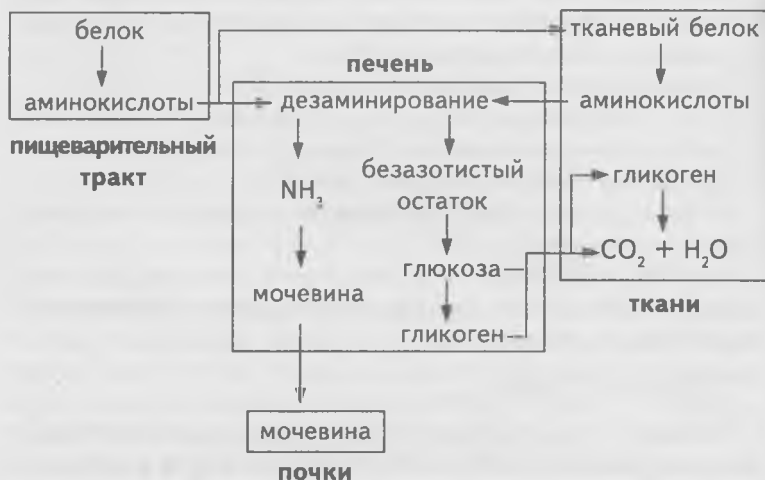 белок
аминокислоты
пищеварительный
тракт
печень
дезаминирование
NH₃
мочевина
безазотистый
остаток
глюкоза
гликоген
тканевый белок
аминокислоты
гликоген
CO₂ + H₂O
ткани
мочевина
почки